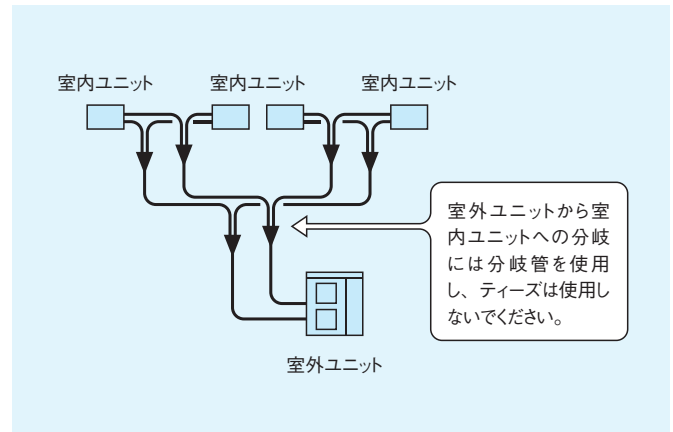 室内ユニット
室内ユニット
室内ユニット
室外ユニットから室
内ユニットへの分岐
には分岐管を使用
し、ティーズは使用し
ないでください。
室外ユニット